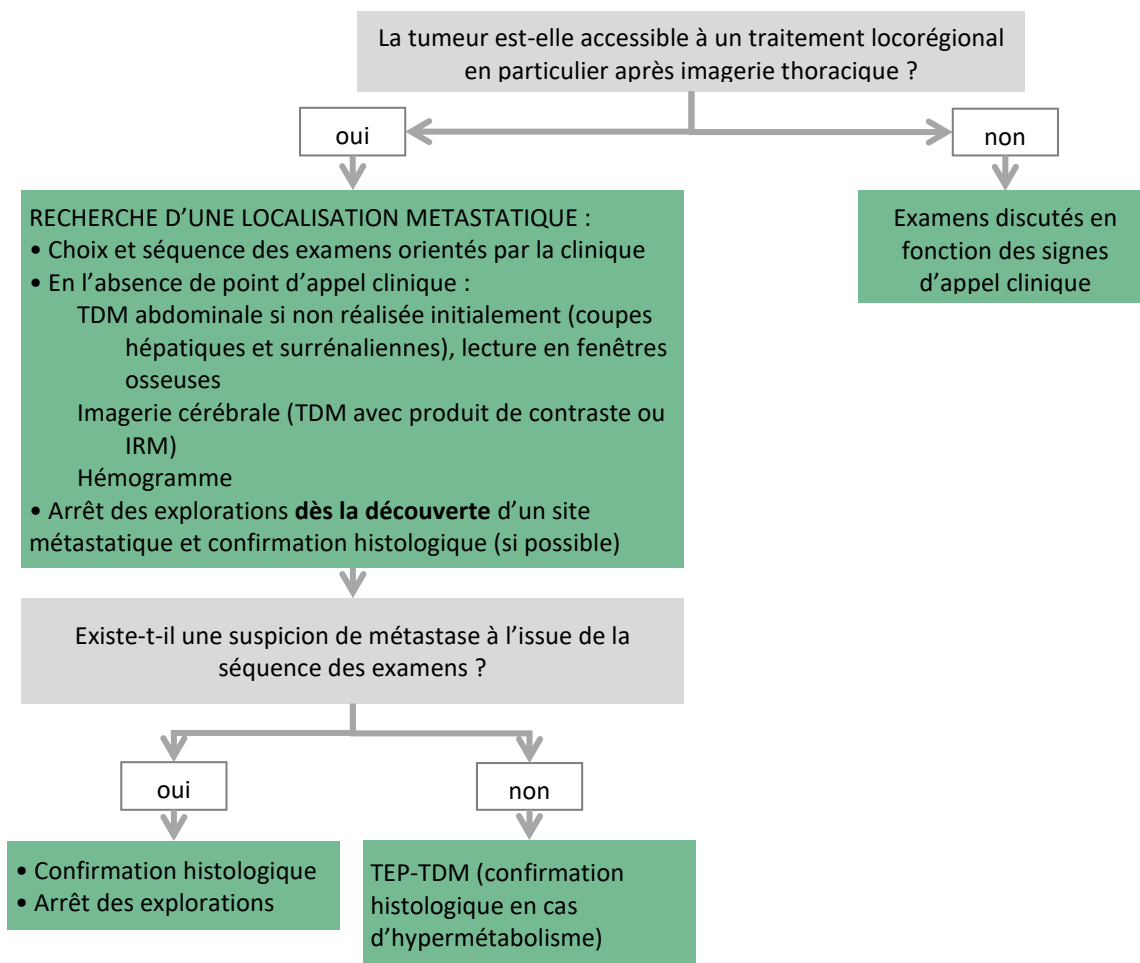 La tumeur est-elle accessible à un traitement locorégional
en particulier après imagerie thoracique ?
oui
non
RECHERCHE D’UNE LOCALISATION METASTATIQUE :
• Choix et séquence des examens orientés par la clinique
• En l’absence de point d’appel clinique :
TDM abdominale si non réalisée initialement (coupes
hépatiques et surrénaliennes), lecture en fenêtres
osseuses
Imagerie cérébrale (TDM avec produit de contraste ou
IRM)
Hémogramme
• Arrêt des explorations dès la découverte d’un site
métastatique et confirmation histologique (si possible)
Examens discutés en
fonction des signes
d’appel clinique
Existe-t-il une suspicion de métastase à l’issue de la
séquence des examens ?
oui
non
• Confirmation histologique
• Arrêt des explorations
TEP-TDM (confirmation
histologique en cas
d’hypermétabolisme)